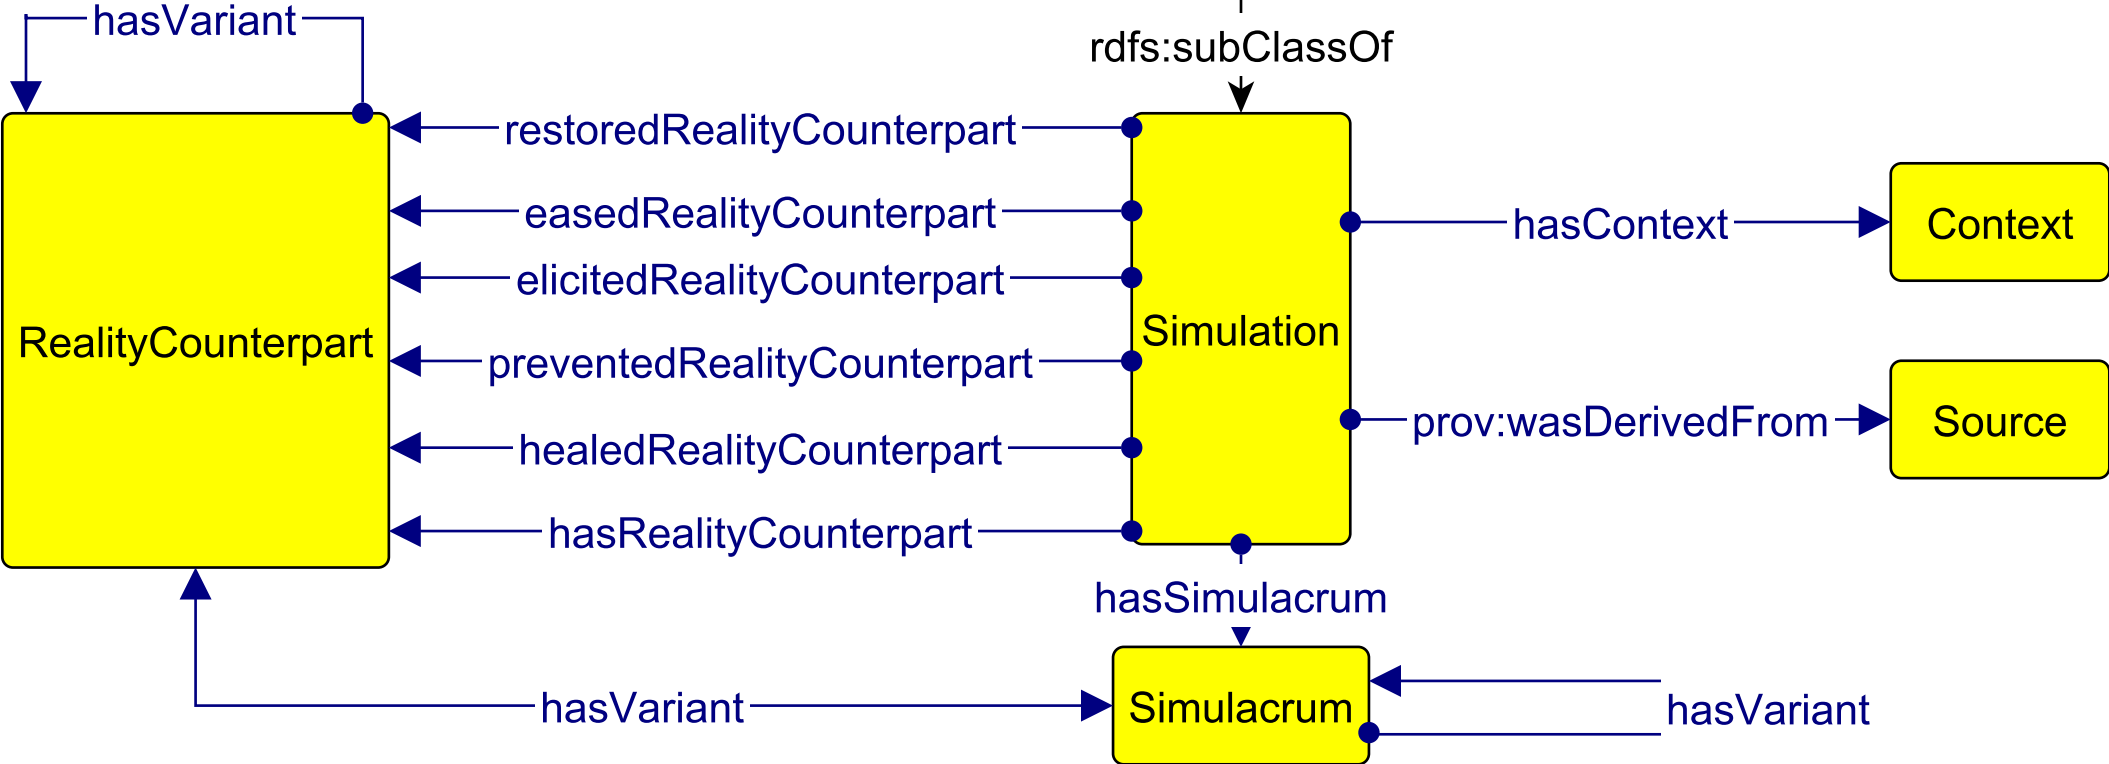 hasVariant
rdfs:subClassOf
restoredRealityCounterpart
easedRealityCounterpart
hasContext
Context
elicitedRealityCounterpart
RealityCounterpart
Simulation
preventedRealityCounterpart
prov:wasDerivedFrom
Source
healedRealityCounterpart
hasRealityCounterpart
hasSimulacrum
hasVariant
Simulacrum
hasVariant